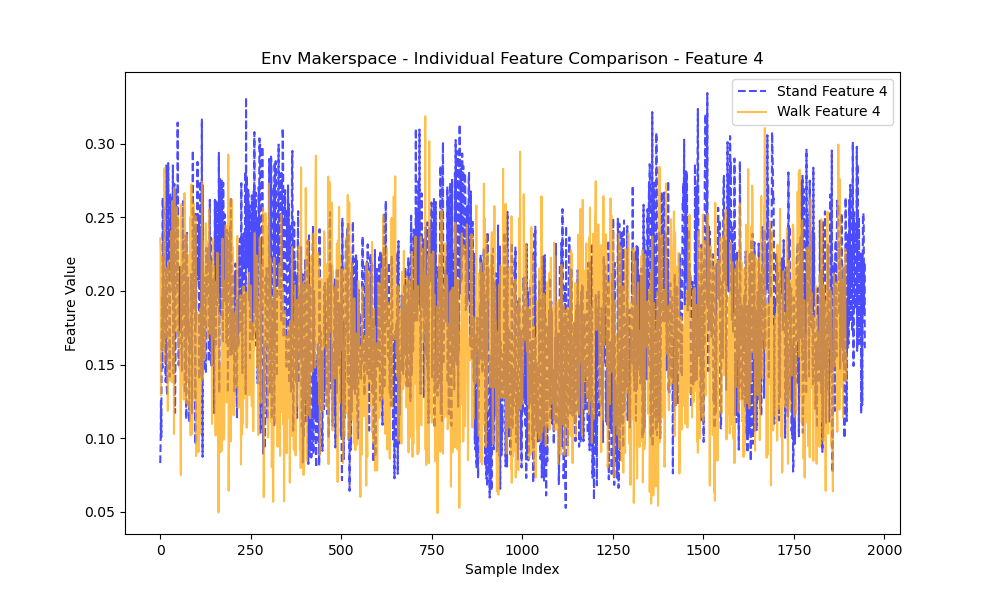 Env Makerspace - Individual Feature Comparison - Feature 4
Stand Feature 4
Walk Feature 4
Feature Value
0.30
0.25
0.20
0.15
0.10
0.05
0 250 500 750 1000 1250 1500 1750 2000
Sample Index